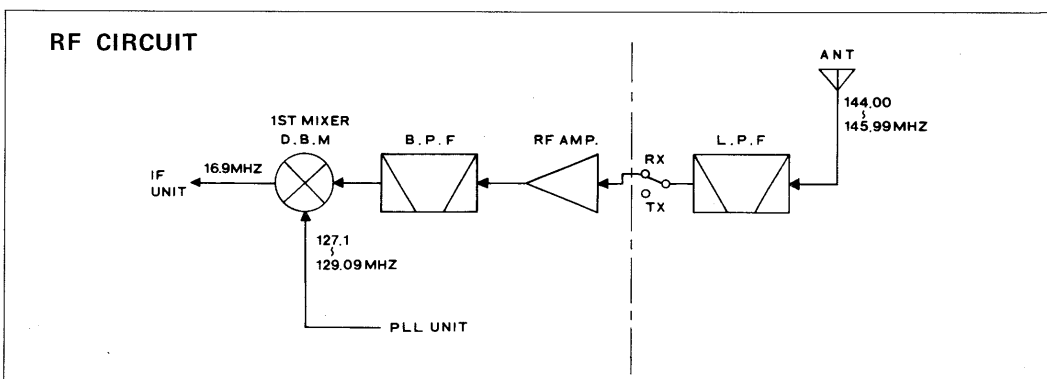 RF CIRCUIT
ANT
144.00
~
145.99MHZ
1ST MIXER
D.B.M
B.P.F
RF AMP.
RX
L.P.F
TX
16.9MHZ
IF
UNIT
127.1
~
129.09MHZ
PLL UNIT